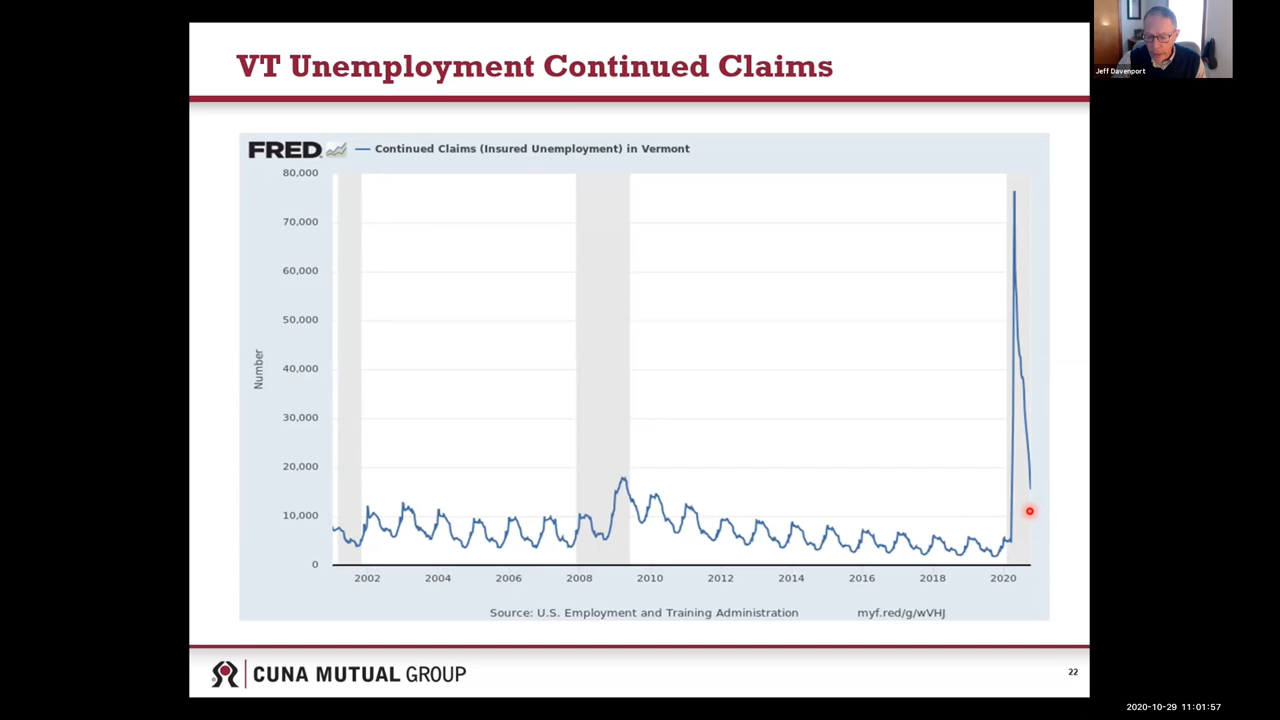 VT Unemployment Continued Claims
Jeff Davenport
FRED
Continued Claims (Insured Unemployment) in Vermont
80,000
70,000
60,000
50,000
40,000
30,000
20,000
10,000
0
Number
2002 2004 2006 2008 2010 2012 2014 2016 2018 2020
Source: U.S. Employment and Training Administration myf.red/g/wVHJ
CUNA MUTUAL GROUP
22
2020-10-29 11:01:57